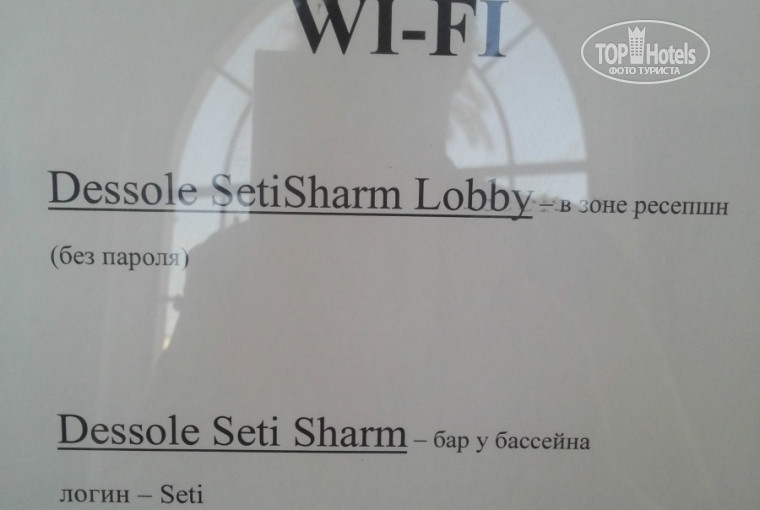 WI-FI
TOP Hotels
ФОТО ТУРИСТА
Dessole SetiSharm Lobby – в зоне ресепшн
(без пароля)
Dessole Seti Sharm – бар у бассейна
логин – Seti